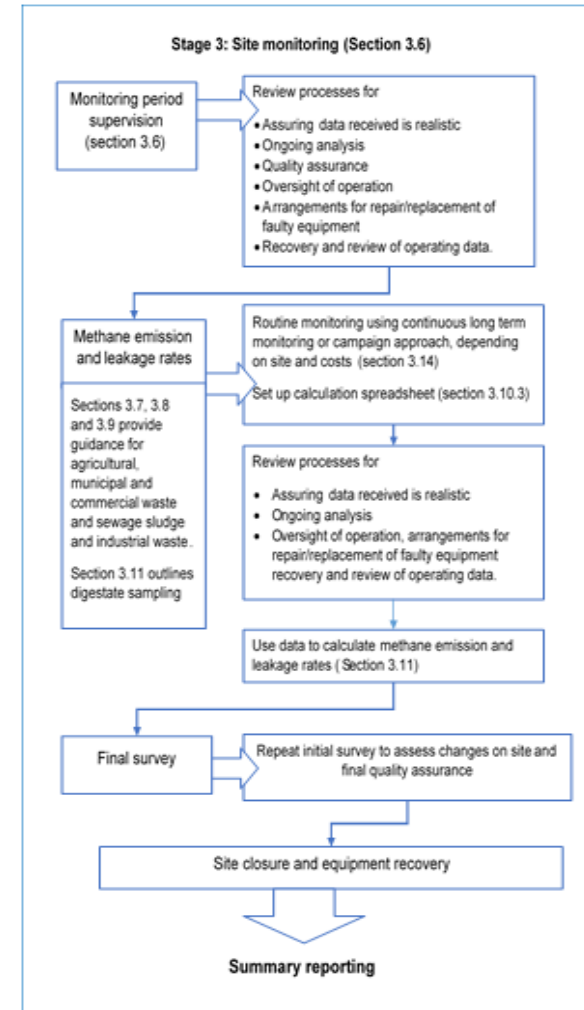 Stage 3: Site monitoring (Section 3.6)
Monitoring period
supervision
(section 3.6)
Review processes for
•Assuring data received is realistic
•Ongoing analysis
•Quality assurance
•Oversight of operation
•Arrangements for repair/replacement of
faulty equipment
•Recovery and review of operating data.
Methane emission
and leakage rates
Sections 3.7, 3.8
and 3.9 provide
guidance for
agricultural,
municipal and
commercial waste
and sewage sludge
and industrial waste.
Section 3.11 outlines
digestate sampling
Routine monitoring using continuous long term
monitoring or campaign approach, depending
on site and costs (section 3.14)
Set up calculation spreadsheet (section 3.10.3)
Review processes for
• Assuring data received is realistic
• Ongoing analysis
• Oversight of operation, arrangements for
repair/replacement of faulty equipment
recovery and review of operating data.
Use data to calculate methane emission and
leakage rates (Section 3.11)
Final survey
Repeat initial survey to assess changes on site and
final quality assurance
Site closure and equipment recovery
Summary reporting